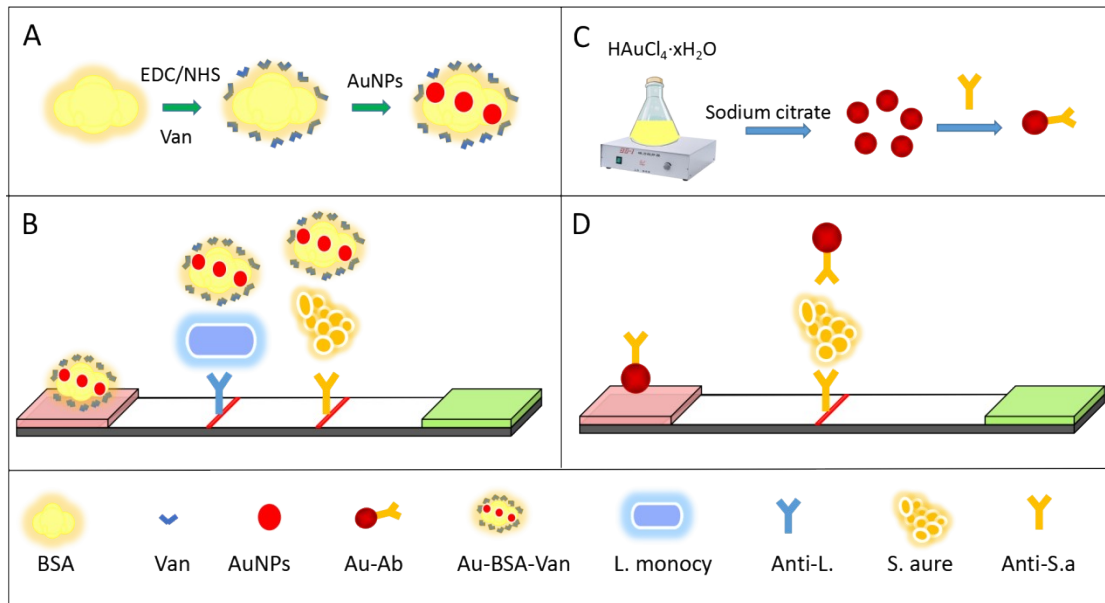 A
EDC/NHS
Van
AuNPs
C
HAuCl₄·xH₂O
Sodium citrate
B
D
BSA
Van
AuNPs
Au-Ab
Au-BSA-Van
L. monocy
Anti-L.
S. aure
Anti-S.a